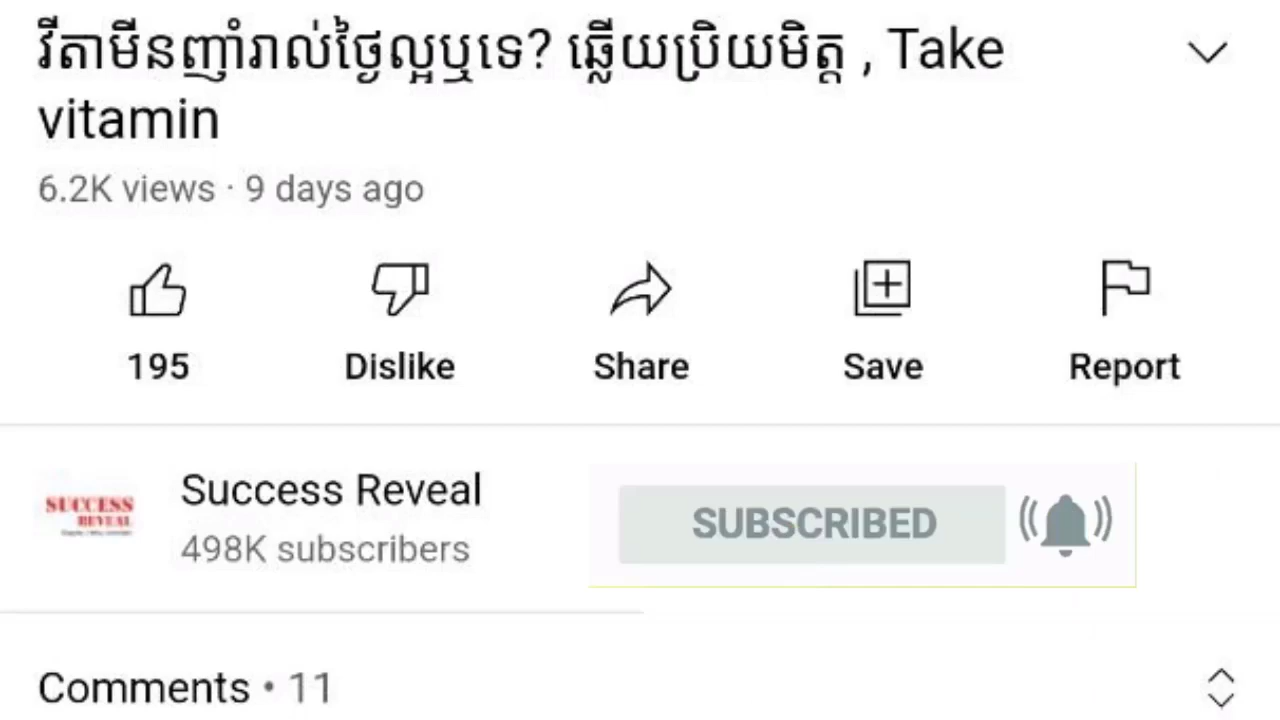 វីតាមីនញ៉ាំរាល់ថ្ងៃល្អឬទេ? ឆ្លើយប្រិយមិត្ត , Take
vitamin
6.2K views · 9 days ago
195
Dislike
Share
Save
Report
SUCCESS
REVEAL
Success Reveal
498K subscribers
SUBSCRIBED
Comments • 11